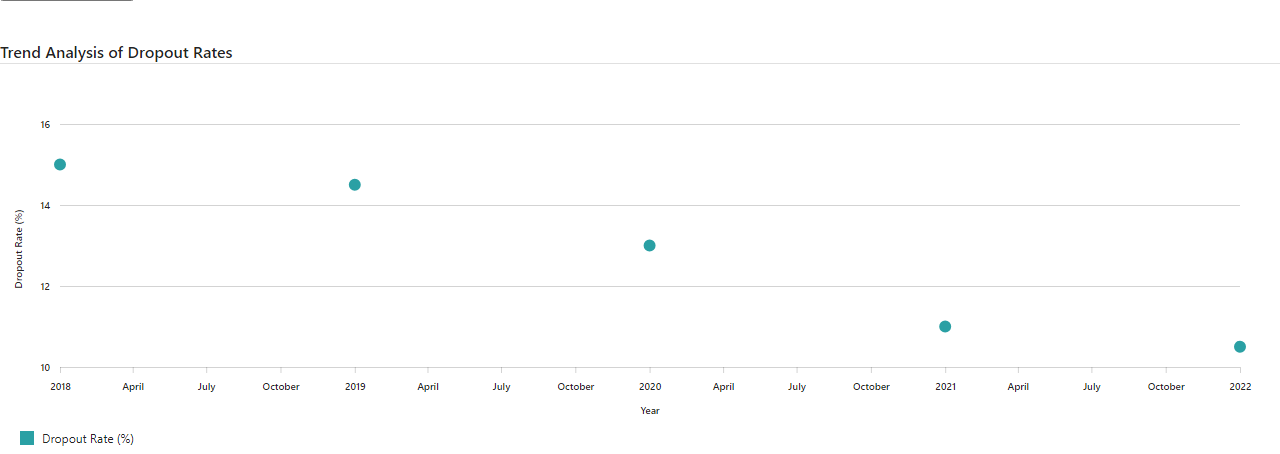 Trend Analysis of Dropout Rates
16
14
12
10
Dropout Rate (%)
2018 April July October 2019 April July October 2020 April July October 2021 April July October 2022
Year
Dropout Rate (%)